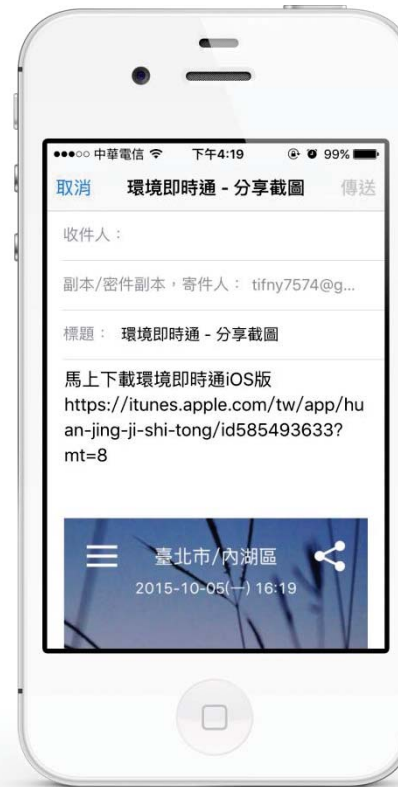 中華電信 下午4:19 99%
取消 環境即時通 - 分享截圖 傳送
收件人：
副本/密件副本，寄件人： tifny7574@g...
標題： 環境即時通 - 分享截圖
馬上下載環境即時通iOS版
https://itunes.apple.com/tw/app/hu
an-jing-ji-shi-tong/id585493633?
mt=8
臺北市/內湖區
2015-10-05(一) 16:19